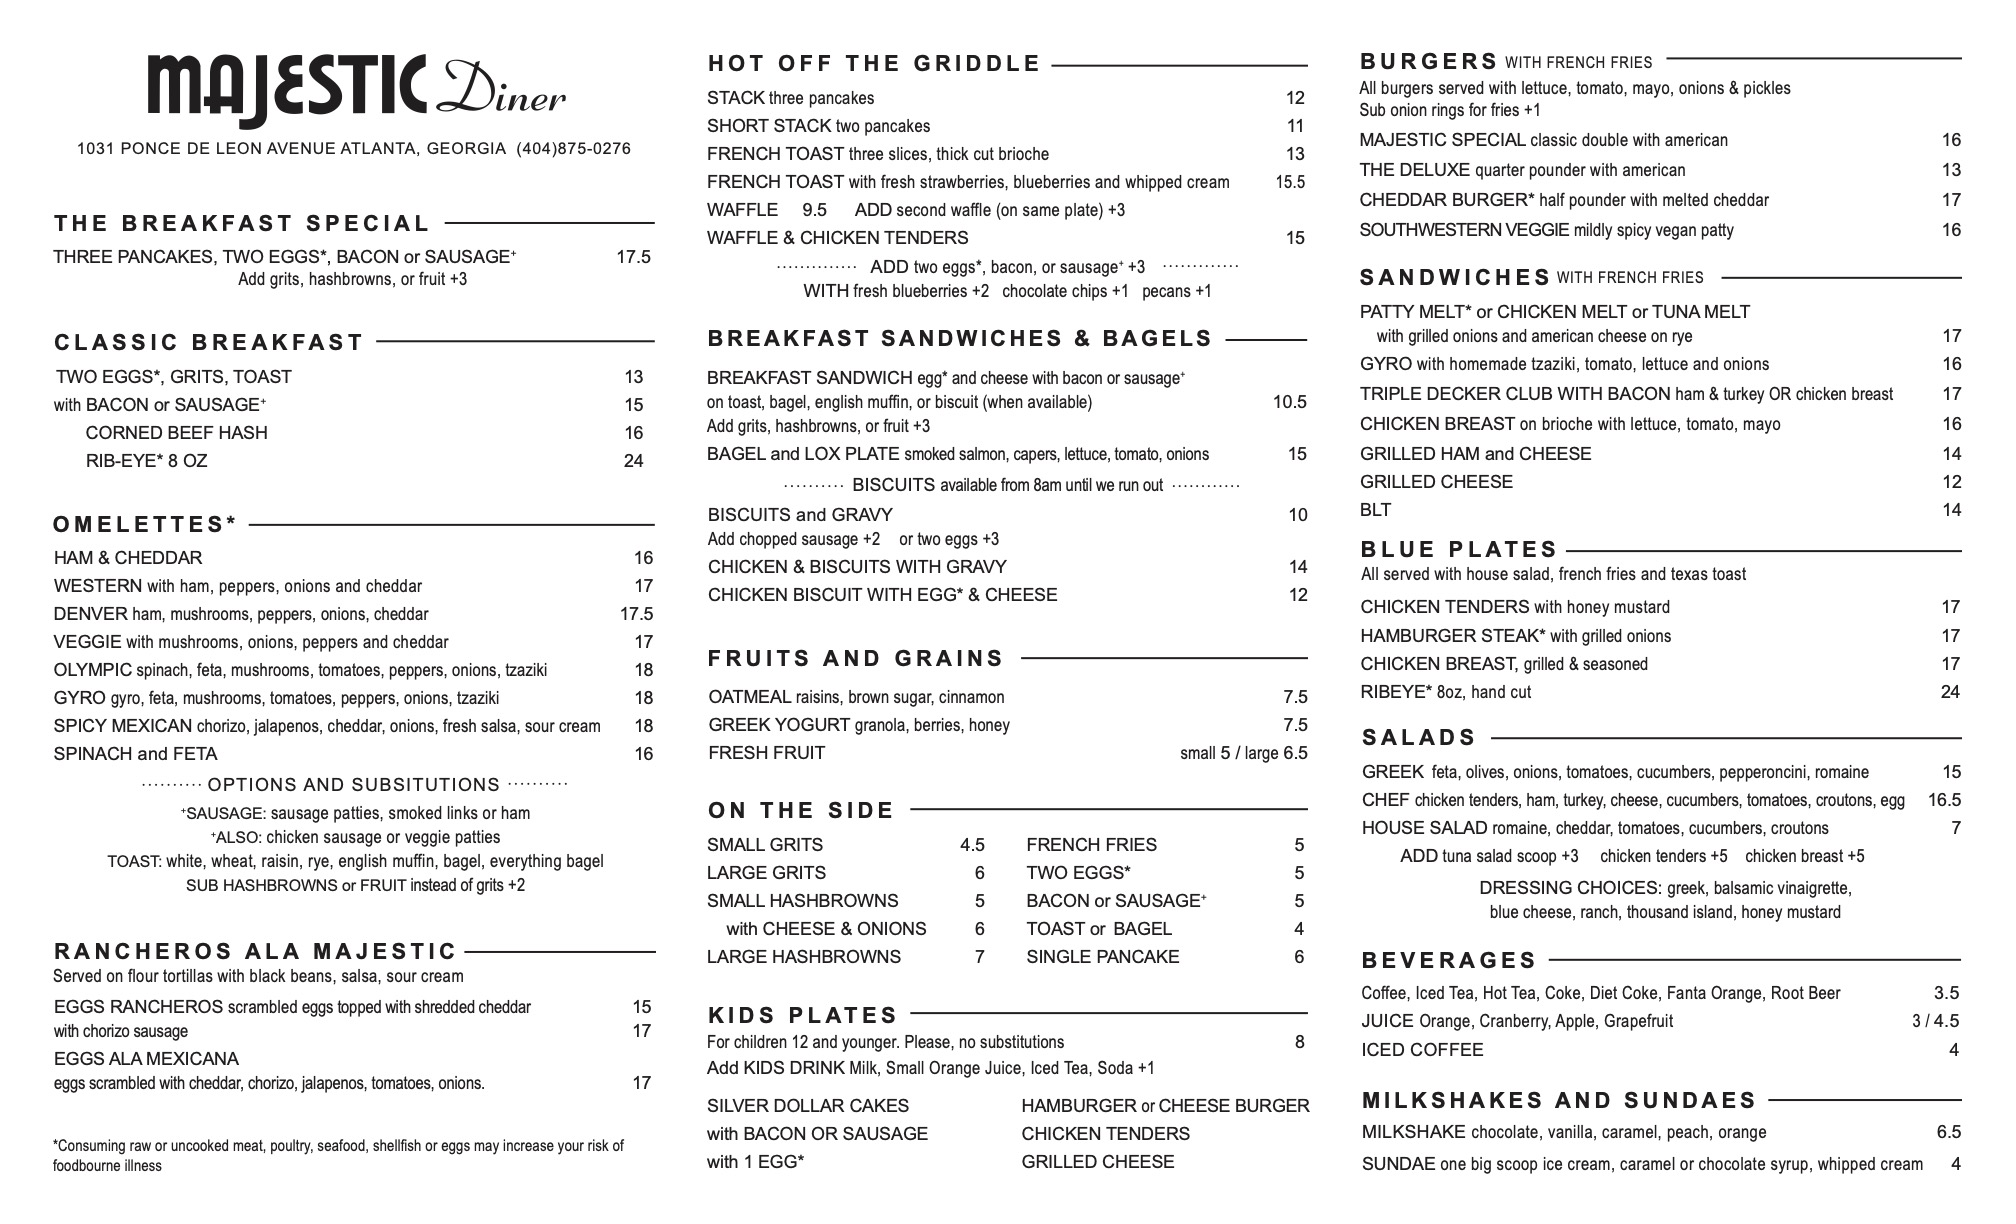 MAJESTIC Diner
1031 PONCE DE LEON AVENUE ATLANTA, GEORGIA (404)875-0276
THE BREAKFAST SPECIAL
THREE PANCAKES, TWO EGGS*, BACON or SAUSAGE+ 17.5
Add grits, hashbrowns, or fruit +3
CLASSIC BREAKFAST
TWO EGGS*, GRITS, TOAST 13
with BACON or SAUSAGE+ 15
CORNED BEEF HASH 16
RIB-EYE* 8 OZ 24
OMELETTES*
HAM & CHEDDAR 16
WESTERN with ham, peppers, onions and cheddar 17
DENVER ham, mushrooms, peppers, onions, cheddar 17.5
VEGGIE with mushrooms, onions, peppers and cheddar 17
OLYMPIC spinach, feta, mushrooms, tomatoes, peppers, onions, tzaziki 18
GYRO gyro, feta, mushrooms, tomatoes, peppers, onions, tzaziki 18
SPICY MEXICAN chorizo, jalapenos, cheddar, onions, fresh salsa, sour cream 18
SPINACH and FETA 16
.......... OPTIONS AND SUBSITUTIONS ..........
+SAUSAGE: sausage patties, smoked links or ham
+ALSO: chicken sausage or veggie patties
TOAST: white, wheat, raisin, rye, english muffin, bagel, everything bagel
SUB HASHBROWNS or FRUIT instead of grits +2
RANCHEROS ALA MAJESTIC
Served on flour tortillas with black beans, salsa, sour cream
EGGS RANCHEROS scrambled eggs topped with shredded cheddar 15
with chorizo sausage 17
EGGS ALA MEXICANA
eggs scrambled with cheddar, chorizo, jalapenos, tomatoes, onions. 17
*Consuming raw or uncooked meat, poultry, seafood, shellfish or eggs may increase your risk of
foodbourne illness
HOT OFF THE GRIDDLE
STACK three pancakes 12
SHORT STACK two pancakes 11
FRENCH TOAST three slices, thick cut brioche 13
FRENCH TOAST with fresh strawberries, blueberries and whipped cream 15.5
WAFFLE 9.5 ADD second waffle (on same plate) +3
WAFFLE & CHICKEN TENDERS 15
.............. ADD two eggs*, bacon, or sausage+ +3 .............
WITH fresh blueberries +2 chocolate chips +1 pecans +1
BREAKFAST SANDWICHES & BAGELS
BREAKFAST SANDWICH egg* and cheese with bacon or sausage+
on toast, bagel, english muffin, or biscuit (when available) 10.5
Add grits, hashbrowns, or fruit +3
BAGEL and LOX PLATE smoked salmon, capers, lettuce, tomato, onions 15
.......... BISCUITS available from 8am until we run out ............
BISCUITS and GRAVY 10
Add chopped sausage +2 or two eggs +3
CHICKEN & BISCUITS WITH GRAVY 14
CHICKEN BISCUIT WITH EGG* & CHEESE 12
FRUITS AND GRAINS
OATMEAL raisins, brown sugar, cinnamon 7.5
GREEK YOGURT granola, berries, honey 7.5
FRESH FRUIT small 5 / large 6.5
ON THE SIDE
SMALL GRITS 4.5 FRENCH FRIES 5
LARGE GRITS 6 TWO EGGS* 5
SMALL HASHBROWNS 5 BACON or SAUSAGE+ 5
with CHEESE & ONIONS 6 TOAST or BAGEL 4
LARGE HASHBROWNS 7 SINGLE PANCAKE 6
KIDS PLATES
For children 12 and younger. Please, no substitutions 8
Add KIDS DRINK Milk, Small Orange Juice, Iced Tea, Soda +1
SILVER DOLLAR CAKES HAMBURGER or CHEESE BURGER
with BACON OR SAUSAGE CHICKEN TENDERS
with 1 EGG* GRILLED CHEESE
BURGERS WITH FRENCH FRIES
All burgers served with lettuce, tomato, mayo, onions & pickles
Sub onion rings for fries +1
MAJESTIC SPECIAL classic double with american 16
THE DELUXE quarter pounder with american 13
CHEDDAR BURGER* half pounder with melted cheddar 17
SOUTHWESTERN VEGGIE mildly spicy vegan patty 16
SANDWICHES WITH FRENCH FRIES
PATTY MELT* or CHICKEN MELT or TUNA MELT
with grilled onions and american cheese on rye 17
GYRO with homemade tzaziki, tomato, lettuce and onions 16
TRIPLE DECKER CLUB WITH BACON ham & turkey OR chicken breast 17
CHICKEN BREAST on brioche with lettuce, tomato, mayo 16
GRILLED HAM and CHEESE 14
GRILLED CHEESE 12
BLT 14
BLUE PLATES
All served with house salad, french fries and texas toast
CHICKEN TENDERS with honey mustard 17
HAMBURGER STEAK* with grilled onions 17
CHICKEN BREAST, grilled & seasoned 17
RIBEYE* 8oz, hand cut 24
SALADS
GREEK feta, olives, onions, tomatoes, cucumbers, pepperoncini, romaine 15
CHEF chicken tenders, ham, turkey, cheese, cucumbers, tomatoes, croutons, egg 16.5
HOUSE SALAD romaine, cheddar, tomatoes, cucumbers, croutons 7
ADD tuna salad scoop +3 chicken tenders +5 chicken breast +5
DRESSING CHOICES: greek, balsamic vinaigrette,
blue cheese, ranch, thousand island, honey mustard
BEVERAGES
Coffee, Iced Tea, Hot Tea, Coke, Diet Coke, Fanta Orange, Root Beer 3.5
JUICE Orange, Cranberry, Apple, Grapefruit 3 / 4.5
ICED COFFEE 4
MILKSHAKES AND SUNDAES
MILKSHAKE chocolate, vanilla, caramel, peach, orange 6.5
SUNDAE one big scoop ice cream, caramel or chocolate syrup, whipped cream 4